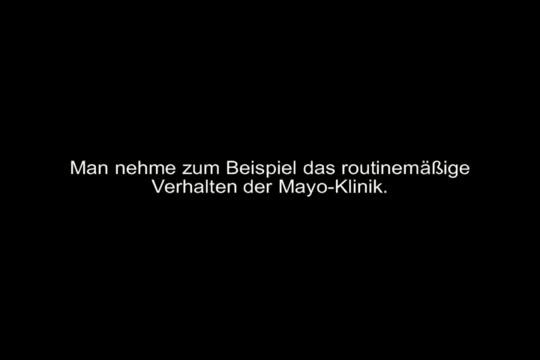 Man nehme zum Beispiel das routinemäßige
Verhalten der Mayo-Klinik.